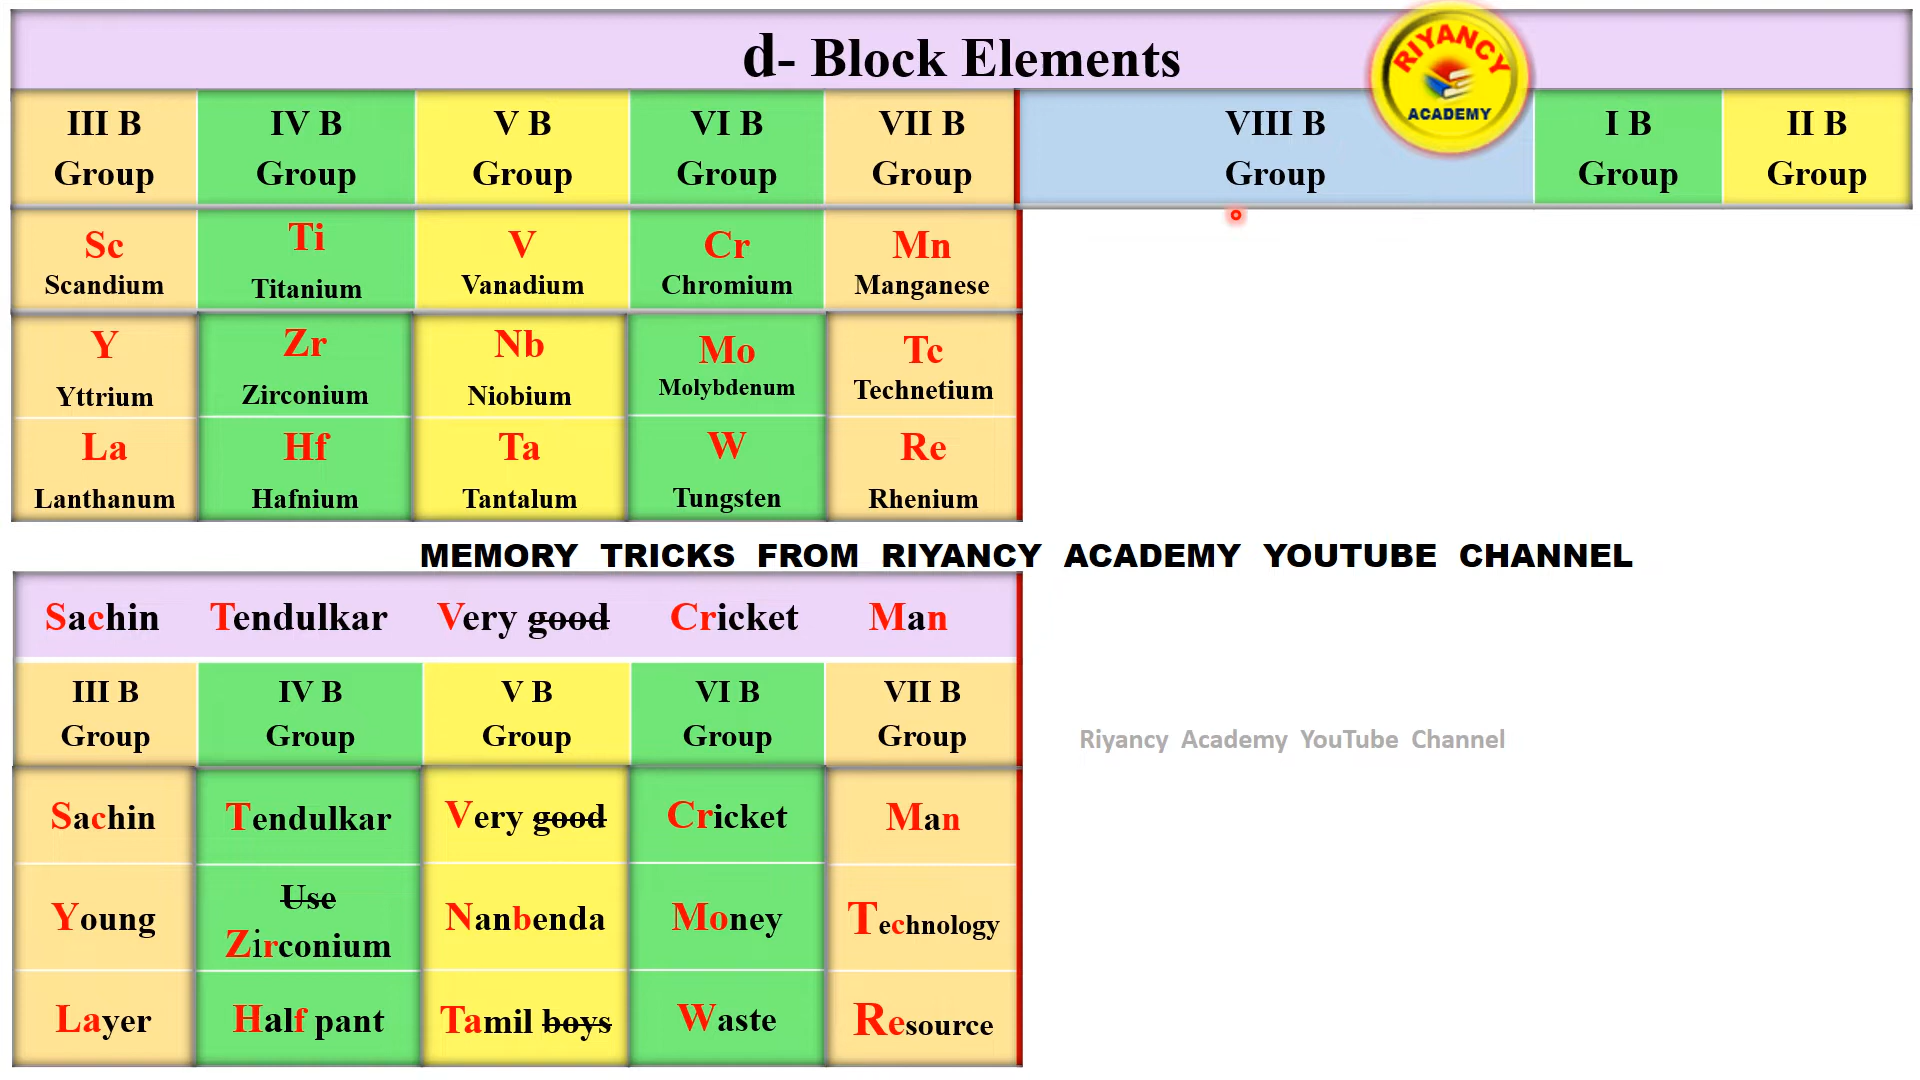 d- Block Elements
RIYANCY
ACADEMY
III B IV B V B VI B VII B VIII B I B II B
Group Group Group Group Group Group Group Group
Sc Ti V Cr Mn
Scandium Titanium Vanadium Chromium Manganese
Y Zr Nb Mo Tc
Yttrium Zirconium Niobium Molybdenum Technetium
La Hf Ta W Re
Lanthanum Hafnium Tantalum Tungsten Rhenium
MEMORY TRICKS FROM RIYANCY ACADEMY YOUTUBE CHANNEL
Sachin Tendulkar Very good Cricket Man
III B IV B V B VI B VII B
Group Group Group Group Group
Riyancy Academy YouTube Channel
Sachin Tendulkar Very good Cricket Man
Young Use Zirconium Nanbenda Money Technology
Layer Half pant Tamil boys Waste Resource